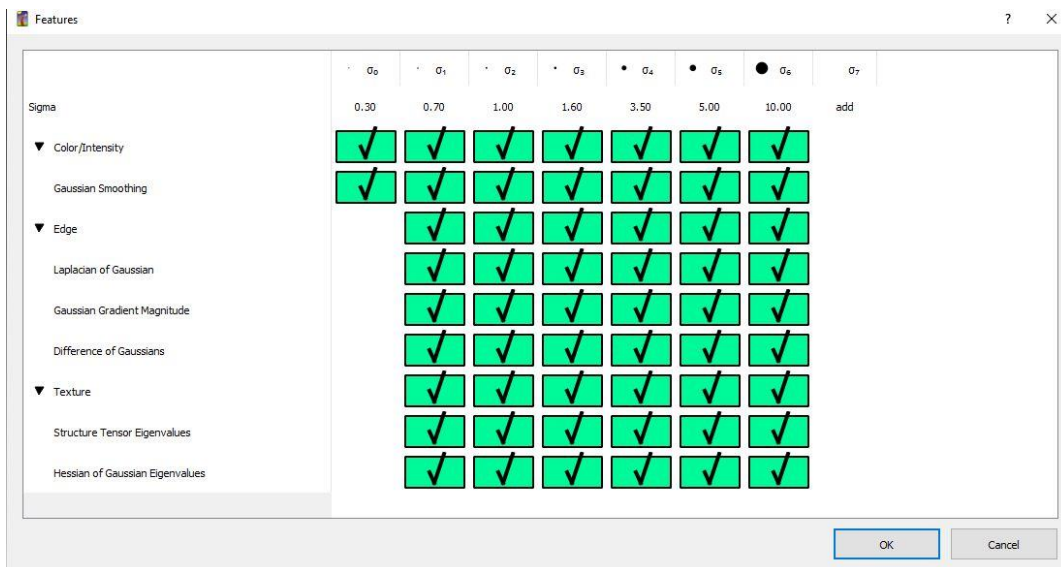 Features ? ×
σ₀ σ₁ σ₂ σ₃ σ₄ σ₅ σ₆ σ₇
Sigma 0.30 0.70 1.00 1.60 3.50 5.00 10.00 add
Color/Intensity
Gaussian Smoothing
Edge
Laplacian of Gaussian
Gaussian Gradient Magnitude
Difference of Gaussians
Texture
Structure Tensor Eigenvalues
Hessian of Gaussian Eigenvalues
OK Cancel